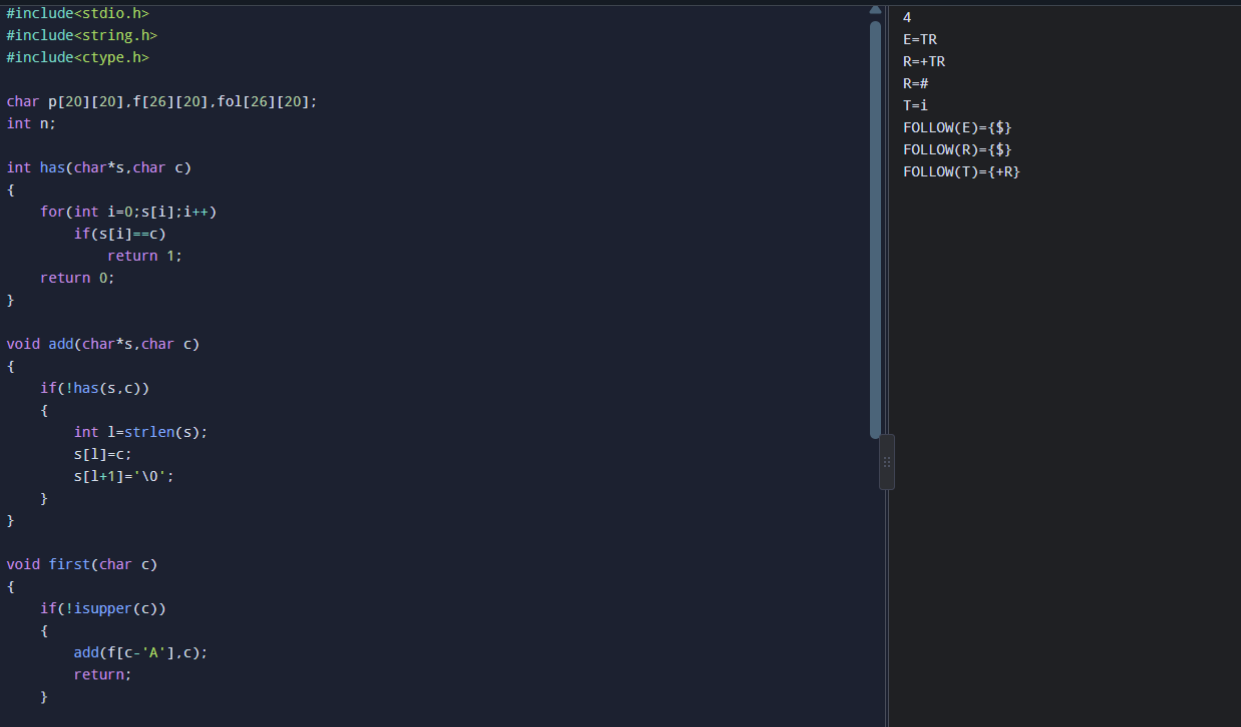 #include<stdio.h>
#include<string.h>
#include<ctype.h>
char p[20][20],f[26][20],fol[26][20];
int n;
int has(char*s,char c)
{
    for(int i=0;s[i];i++)
        if(s[i]==c)
            return 1;
    return 0;
}
void add(char*s,char c)
{
    if(!has(s,c))
    {
        int l=strlen(s);
        s[l]=c;
        s[l+1]='\0';
    }
}
void first(char c)
{
    if(!isupper(c))
    {
        add(f[c-'A'],c);
        return;
    }
4
E=TR
R=+TR
R=#
T=i
FOLLOW(E)={$}
FOLLOW(R)={$}
FOLLOW(T)={+R}